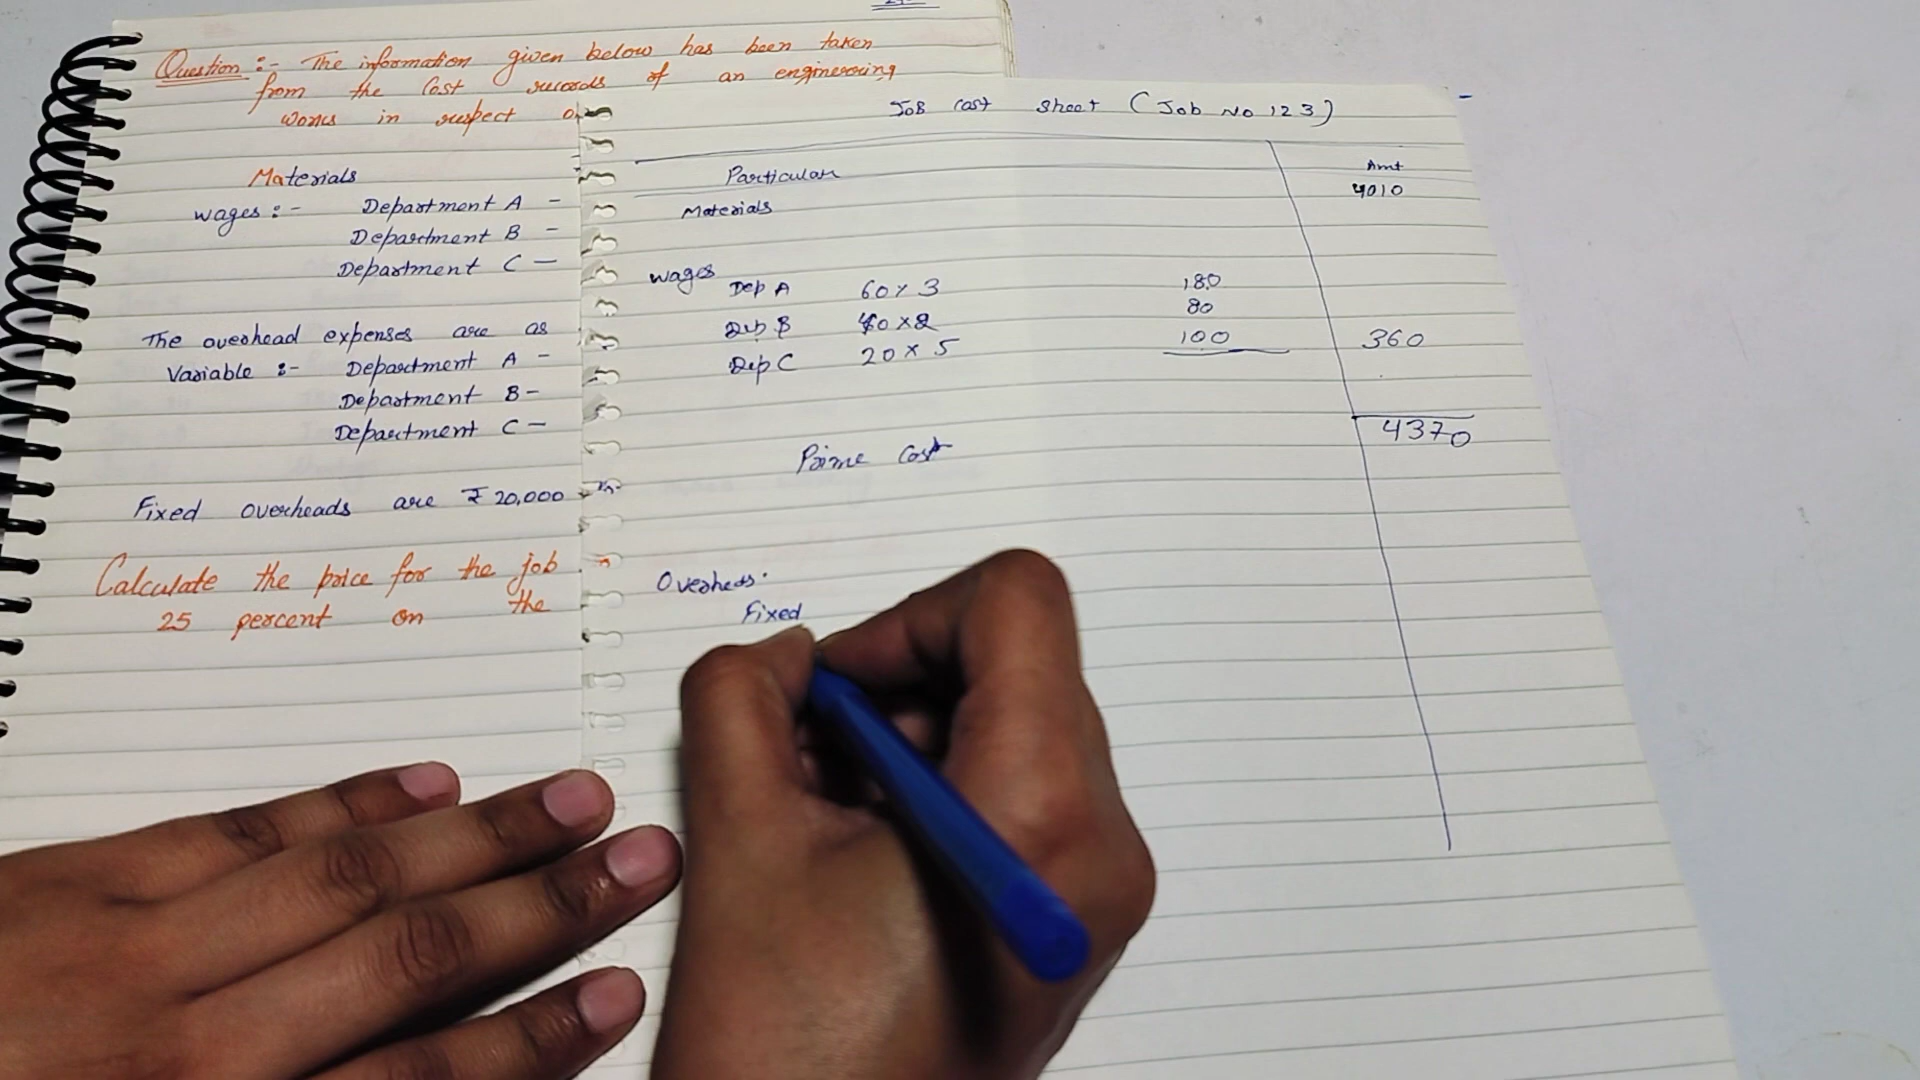 Question :- The information given below has been taken
from the Cost records of an engineering
works in respect
Materials
wages :- Department A -
Department B -
Department C -
The overhead expenses are as
Variable :- Department A -
Department B -
Department C -
Fixed overheads are ₹ 20,000
Calculate the price for the job
25 percent on the
JOB cost sheet (Job No 123)
Particular Amt
Materials 4010
wages
Dep A 60 x 3 180
Dep B 40 x 2 80
Dep C 20 x 5 100 360
Prime Cost 4370
Overheds.
Fixed